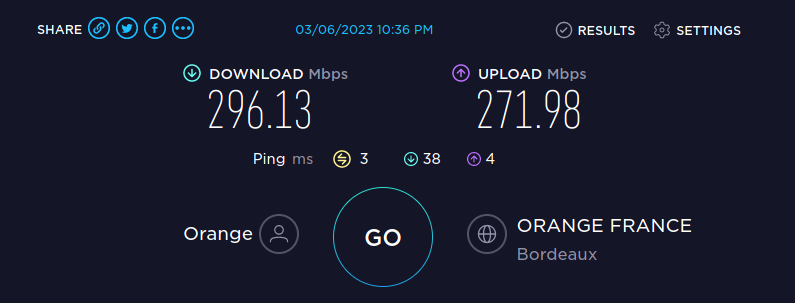 SHARE 03/06/2023 10:36 PM RESULTS SETTINGS
DOWNLOAD Mbps UPLOAD Mbps
296.13 271.98
Ping ms 3 38 4
Orange GO ORANGE FRANCE
Bordeaux